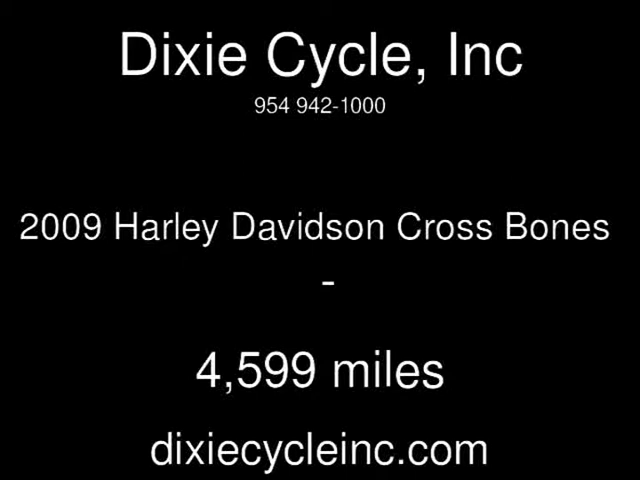 Dixie Cycle, Inc
954 942-1000
2009 Harley Davidson Cross Bones
-
4,599 miles
dixiecycleinc.com